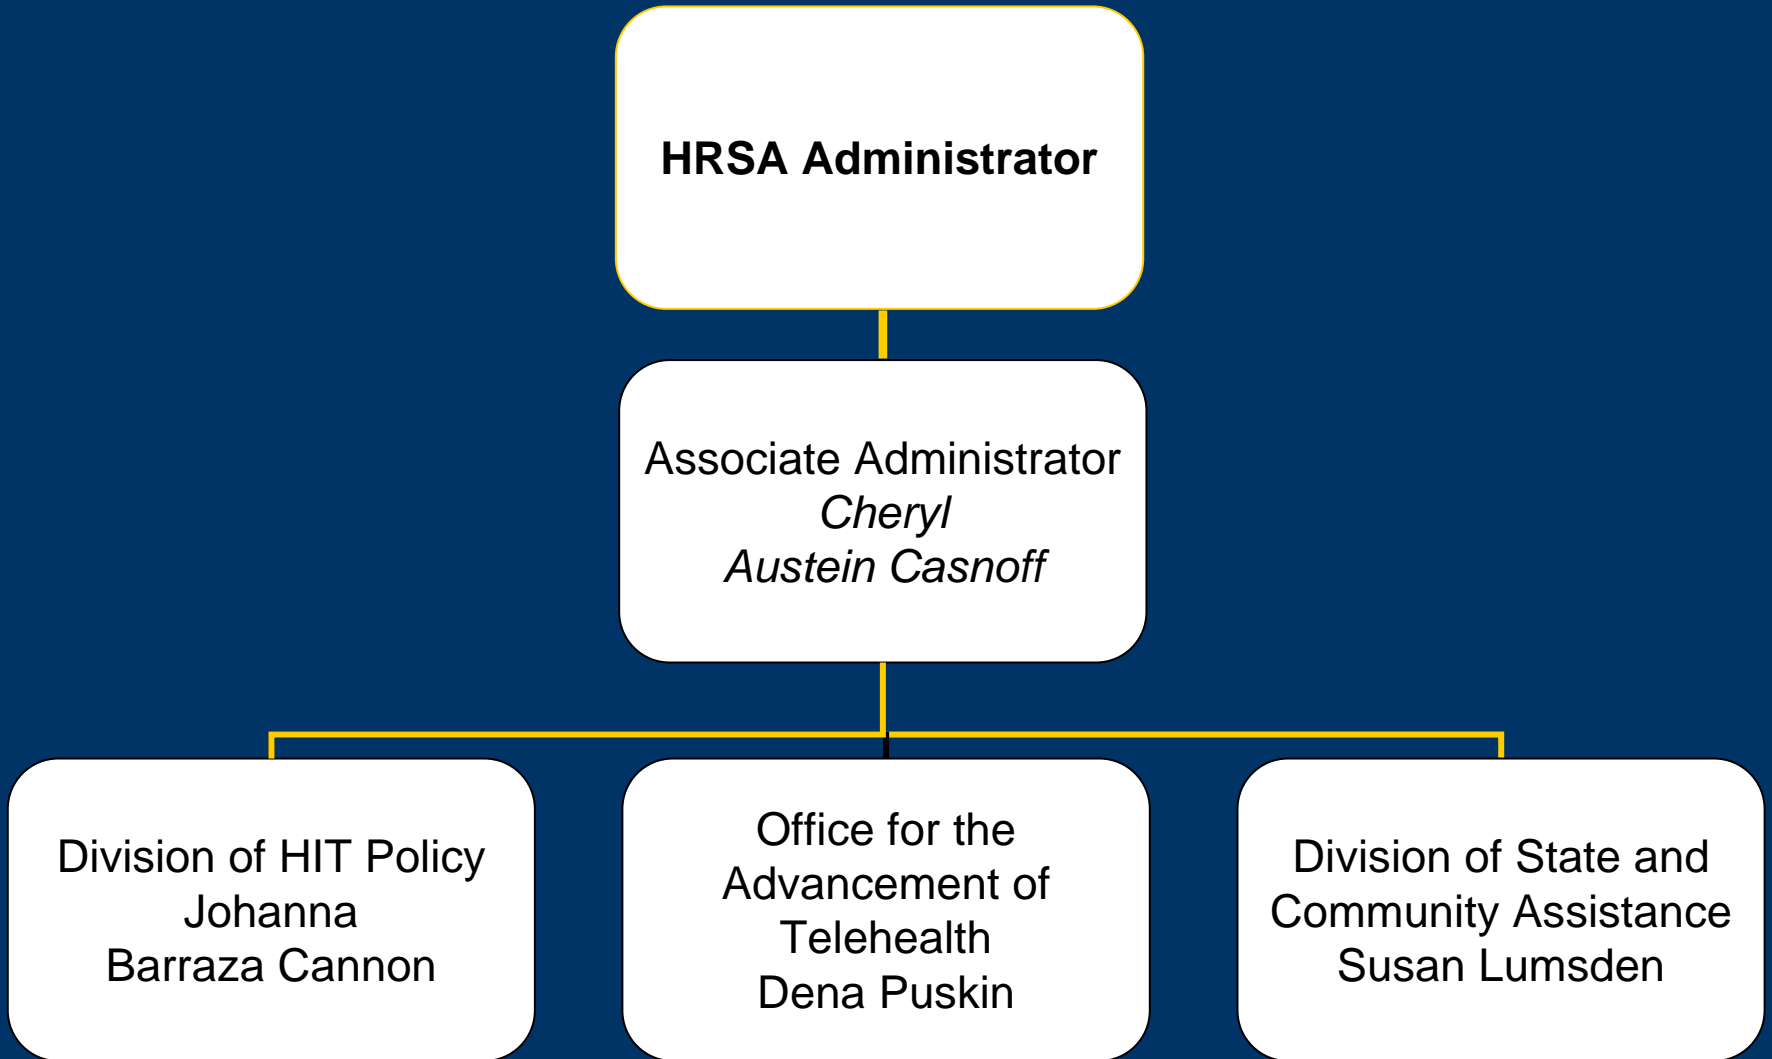 HRSA Administrator
Associate Administrator
Cheryl
Austein Casnoff
Division of HIT Policy
Johanna
Barraza Cannon
Office for the
Advancement of
Telehealth
Dena Puskin
Division of State and
Community Assistance
Susan Lumsden